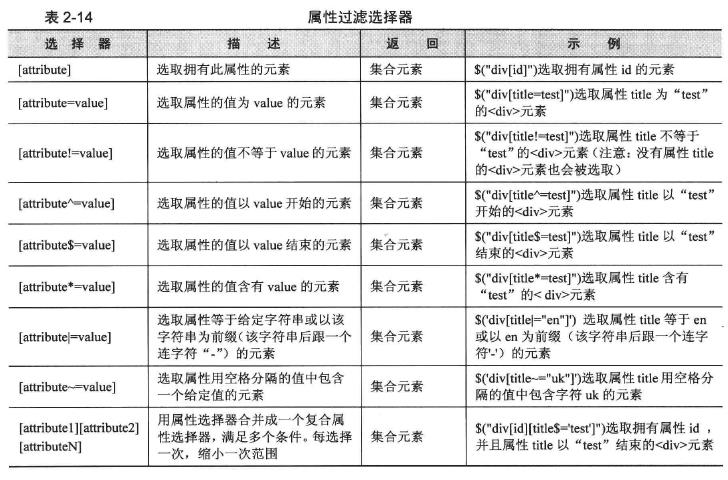 表 2-14 属性过滤选择器
选 择 器 描 述 返 回 示 例
[attribute] 选取拥有此属性的元素 集合元素 $("div[id]")选取拥有属性 id 的元素
[attribute=value] 选取属性的值为 value 的元素 集合元素 $("div[title=test]")选取属性 title 为“test”
的<div>元素
[attribute!=value] 选取属性的值不等于 value 的元素 集合元素 $("div[title!=test]")选取属性 title 不等于
“test”的<div>元素（注意：没有属性 title
的<div>元素也会被选取）
[attribute^=value] 选取属性的值以 value 开始的元素 集合元素 $("div[title^=test]")选取属性 title 以“test”
开始的<div>元素
[attribute$=value] 选取属性的值以 value 结束的元素 集合元素 $("div[title$=test]")选取属性 title 以“test”
结束的<div>元素
[attribute*=value] 选取属性的值含有 value 的元素 集合元素 $("div[title*=test]")选取属性 title 含有
“test”的< div>元素
[attribute|=value] 选取属性等于给定字符串或以该
字符串为前缀（该字符串后跟一个
连字符“-”）的元素 集合元素 $('div[title|="en"]') 选取属性 title 等于 en
或以 en 为前缀（该字符串后跟一个连字
符'-'）的元素
[attribute~=value] 选取属性用空格分隔的值中包含
一个给定值的元素 集合元素 $('div[title~="uk"]')选取属性 title 用空格分
隔的值中包含字符 uk 的元素
[attribute1][attribute2]
[attributeN] 用属性选择器合并成一个复合属
性选择器，满足多个条件。每选择
一次，缩小一次范围 集合元素 $("div[id][title$='test']")选取拥有属性 id ，
并且属性 title 以“test”结束的<div>元素